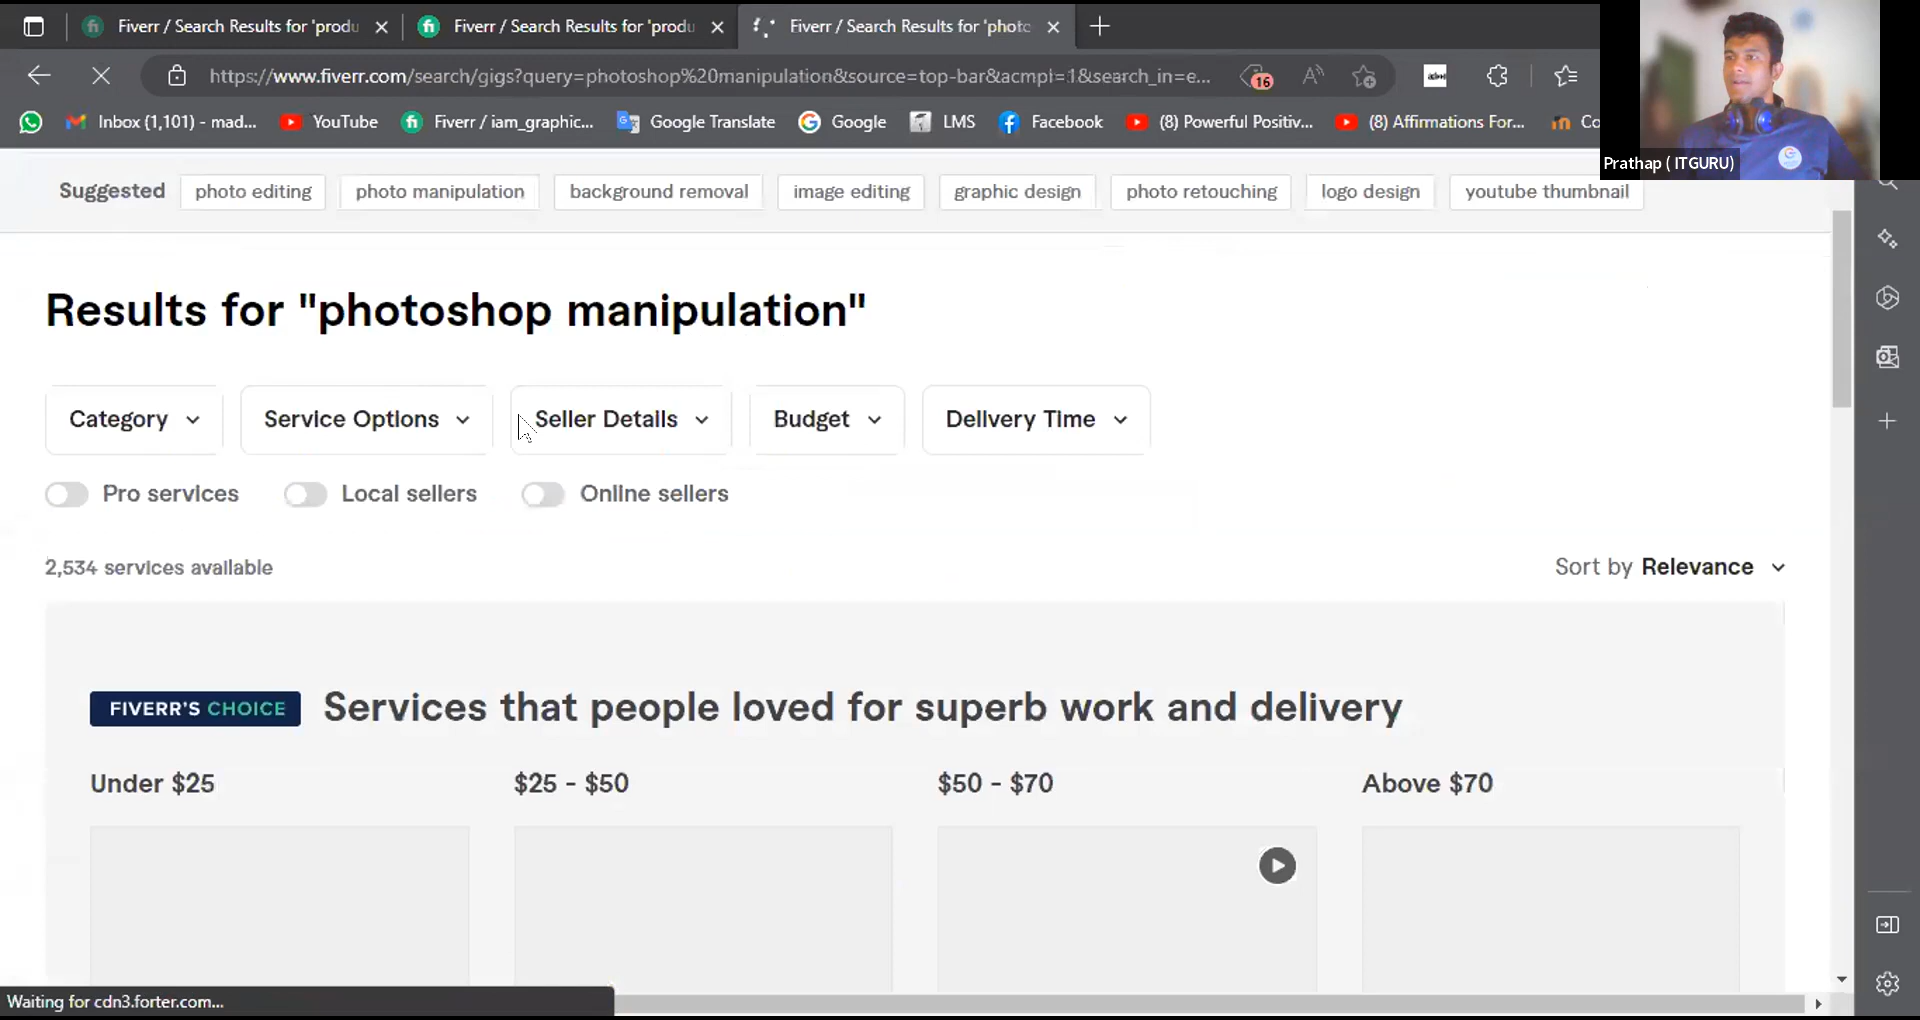 Fiverr / Search Results for 'produ
Fiverr / Search Results for 'produ
Fiverr / Search Results for 'photo
https://www.fiverr.com/search/gigs?query=photoshop%20manipulation&source=top-bar&acmpl=1&search_in=e...
16
Inbox (1,101) - mad...
YouTube
Fiverr / iam_graphic...
Google Translate
Google
LMS
Facebook
(8) Powerful Positiv...
(8) Affirmations For...
Co
Prathap ( ITGURU)
Suggested
photo editing
photo manipulation
background removal
image editing
graphic design
photo retouching
logo design
youtube thumbnail
Results for "photoshop manipulation"
Category
Service Options
Seller Details
Budget
Delivery Time
Pro services
Local sellers
Online sellers
2,534 services available
Sort by Relevance
FIVERR'S CHOICE
Services that people loved for superb work and delivery
Under $25
$25 - $50
$50 - $70
Above $70
Waiting for cdn3.forter.com...